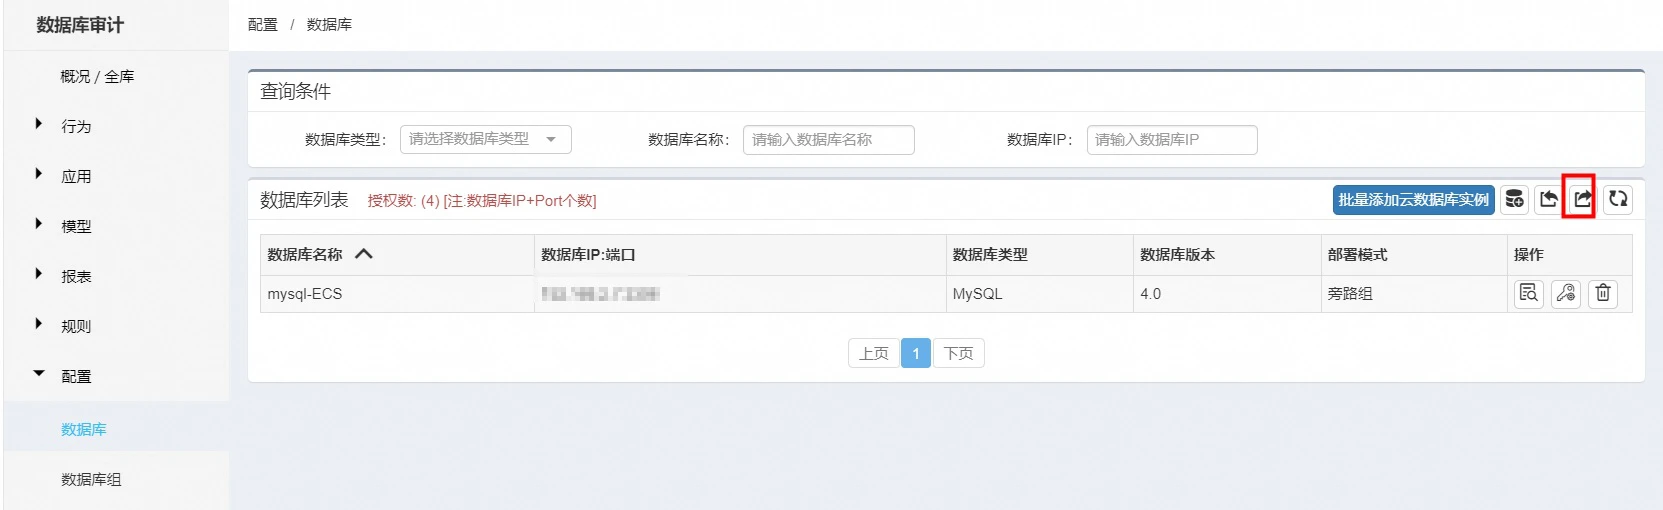 数据库审计
配置 / 数据库
概况 / 全库
行为
应用
模型
报表
规则
配置
数据库
数据库组
查询条件
数据库类型： 请选择数据库类型 数据库名称： 请输入数据库名称 数据库IP： 请输入数据库IP
数据库列表 授权数: (4) [注:数据库IP+Port个数] 批量添加云数据库实例
数据库名称 数据库IP:端口 数据库类型 数据库版本 部署模式 操作
mysql-ECS MySQL 4.0 旁路组
上页 1 下页